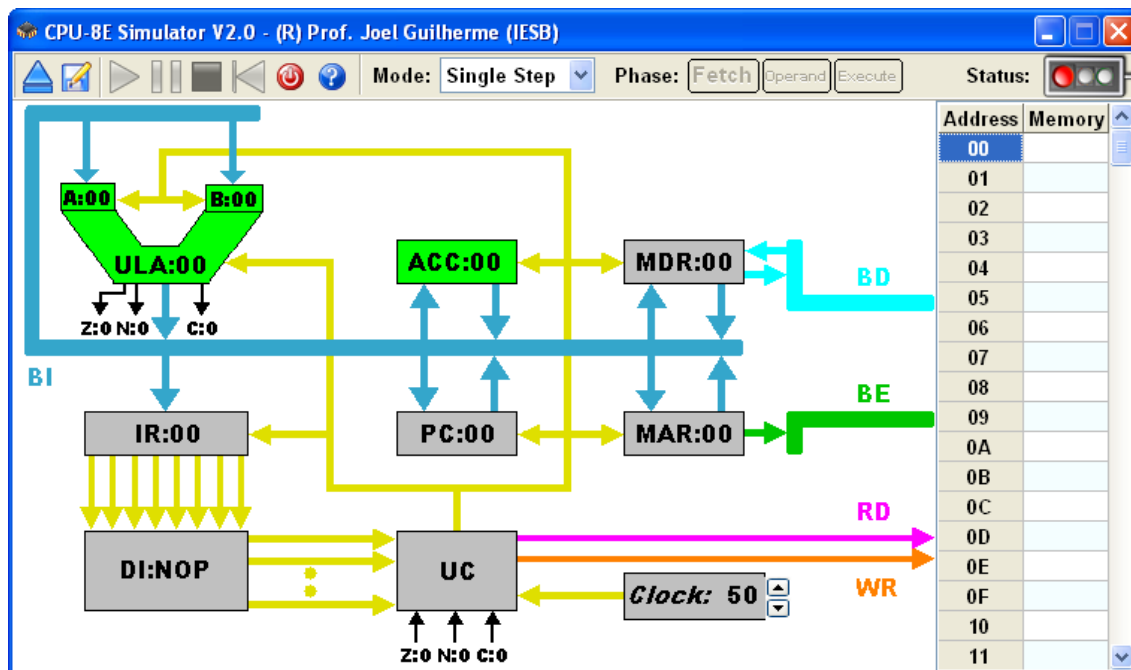 CPU-8E Simulator V2.0 - (R) Prof. Joel Guilherme (IESB)
Mode: Single Step Phase: Fetch Operand Execute Status:
Address Memory
00
01
02
03
04
05
06
07
08
09
0A
0B
0C
0D
0E
0F
10
11
A:00 B:00
ULA:00
Z:0 N:0 C:0
ACC:00 MDR:00
BD
BI
BE
IR:00 PC:00 MAR:00
RD
DI:NOP UC
WR
Clock: 50
Z:0 N:0 C:0